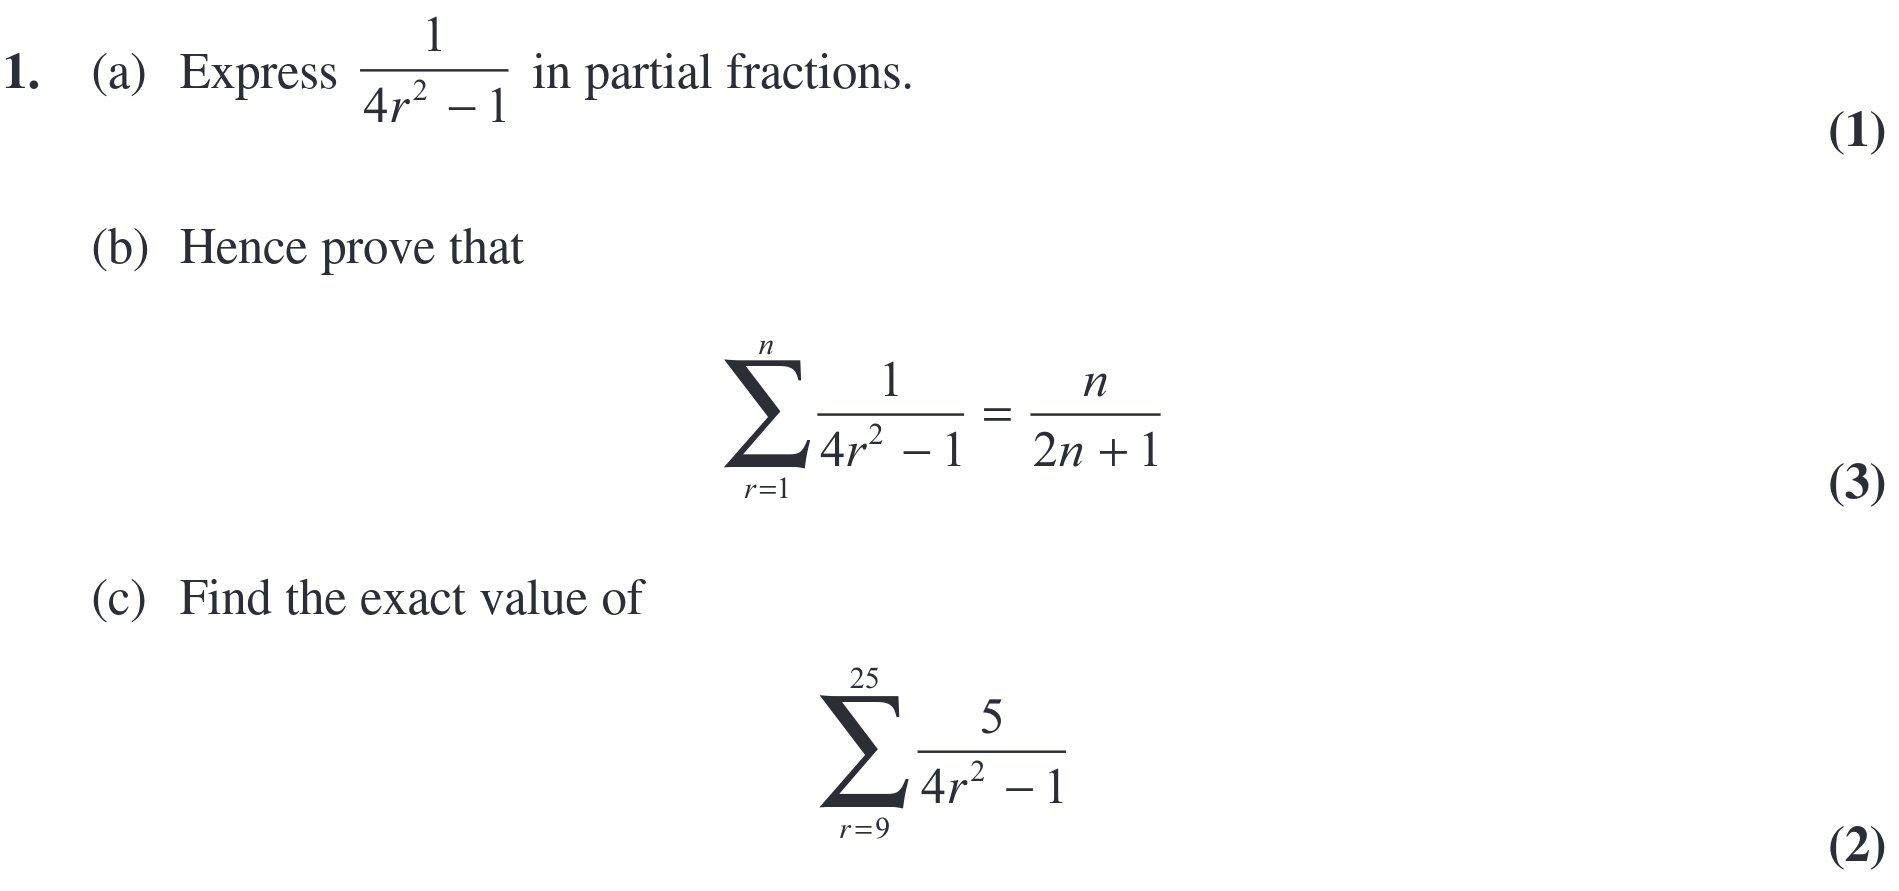 1. (a) Express $\frac{1}{4r^2 - 1}$ in partial fractions.
(1)
(b) Hence prove that
$\sum_{r=1}^{n} \frac{1}{4r^2 - 1} = \frac{n}{2n + 1}$
(3)
(c) Find the exact value of
$\sum_{r=9}^{25} \frac{5}{4r^2 - 1}$
(2)